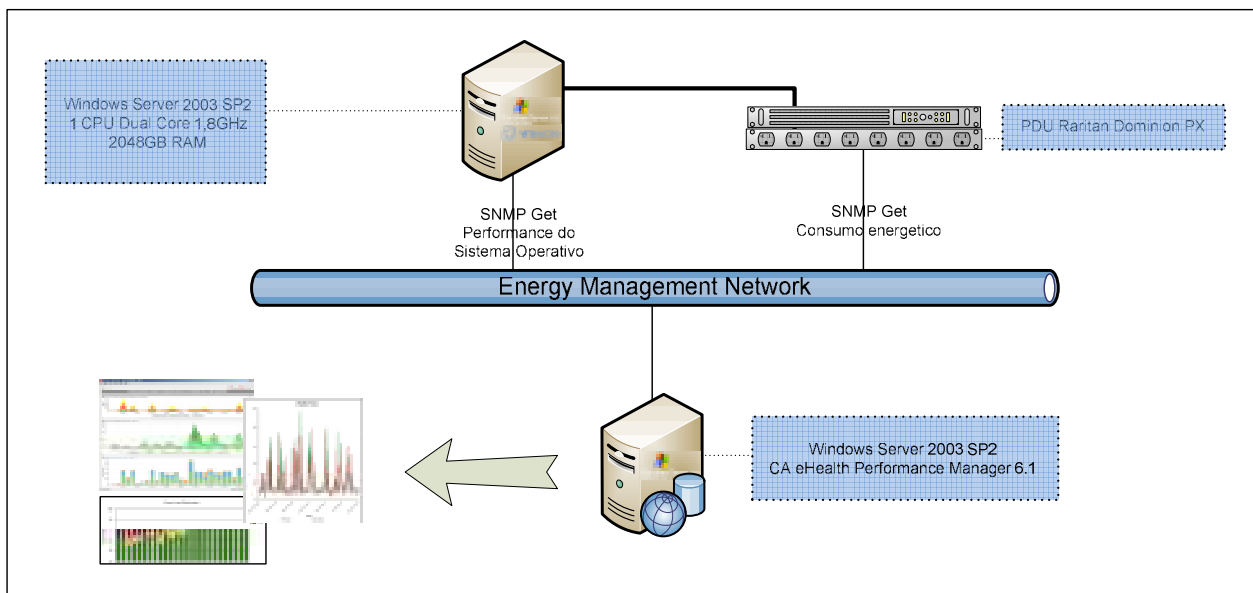 Windows Server 2003 SP2
1 CPU Dual Core 1,8GHz
2048GB RAM
PDU Raritan Dominion PX
SNMP Get
Performance do
Sistema Operativo
SNMP Get
Consumo energetico
Energy Management Network
Windows Server 2003 SP2
CA eHealth Performance Manager 6.1